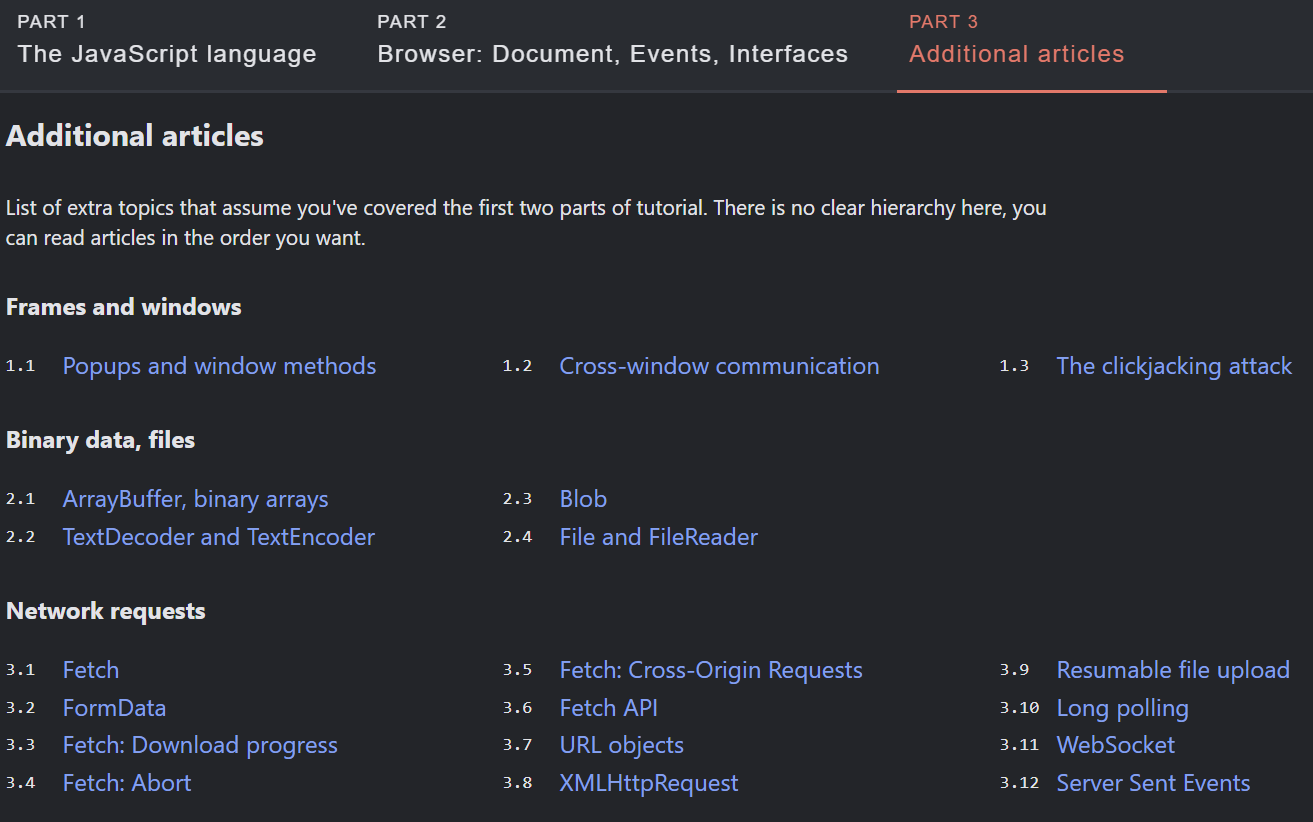 PART 1
The JavaScript language
PART 2
Browser: Document, Events, Interfaces
PART 3
Additional articles
Additional articles
List of extra topics that assume you've covered the first two parts of tutorial. There is no clear hierarchy here, you
can read articles in the order you want.
Frames and windows
1.1 Popups and window methods
1.2 Cross-window communication
1.3 The clickjacking attack
Binary data, files
2.1 ArrayBuffer, binary arrays
2.2 TextDecoder and TextEncoder
2.3 Blob
2.4 File and FileReader
Network requests
3.1 Fetch
3.2 FormData
3.3 Fetch: Download progress
3.4 Fetch: Abort
3.5 Fetch: Cross-Origin Requests
3.6 Fetch API
3.7 URL objects
3.8 XMLHttpRequest
3.9 Resumable file upload
3.10 Long polling
3.11 WebSocket
3.12 Server Sent Events